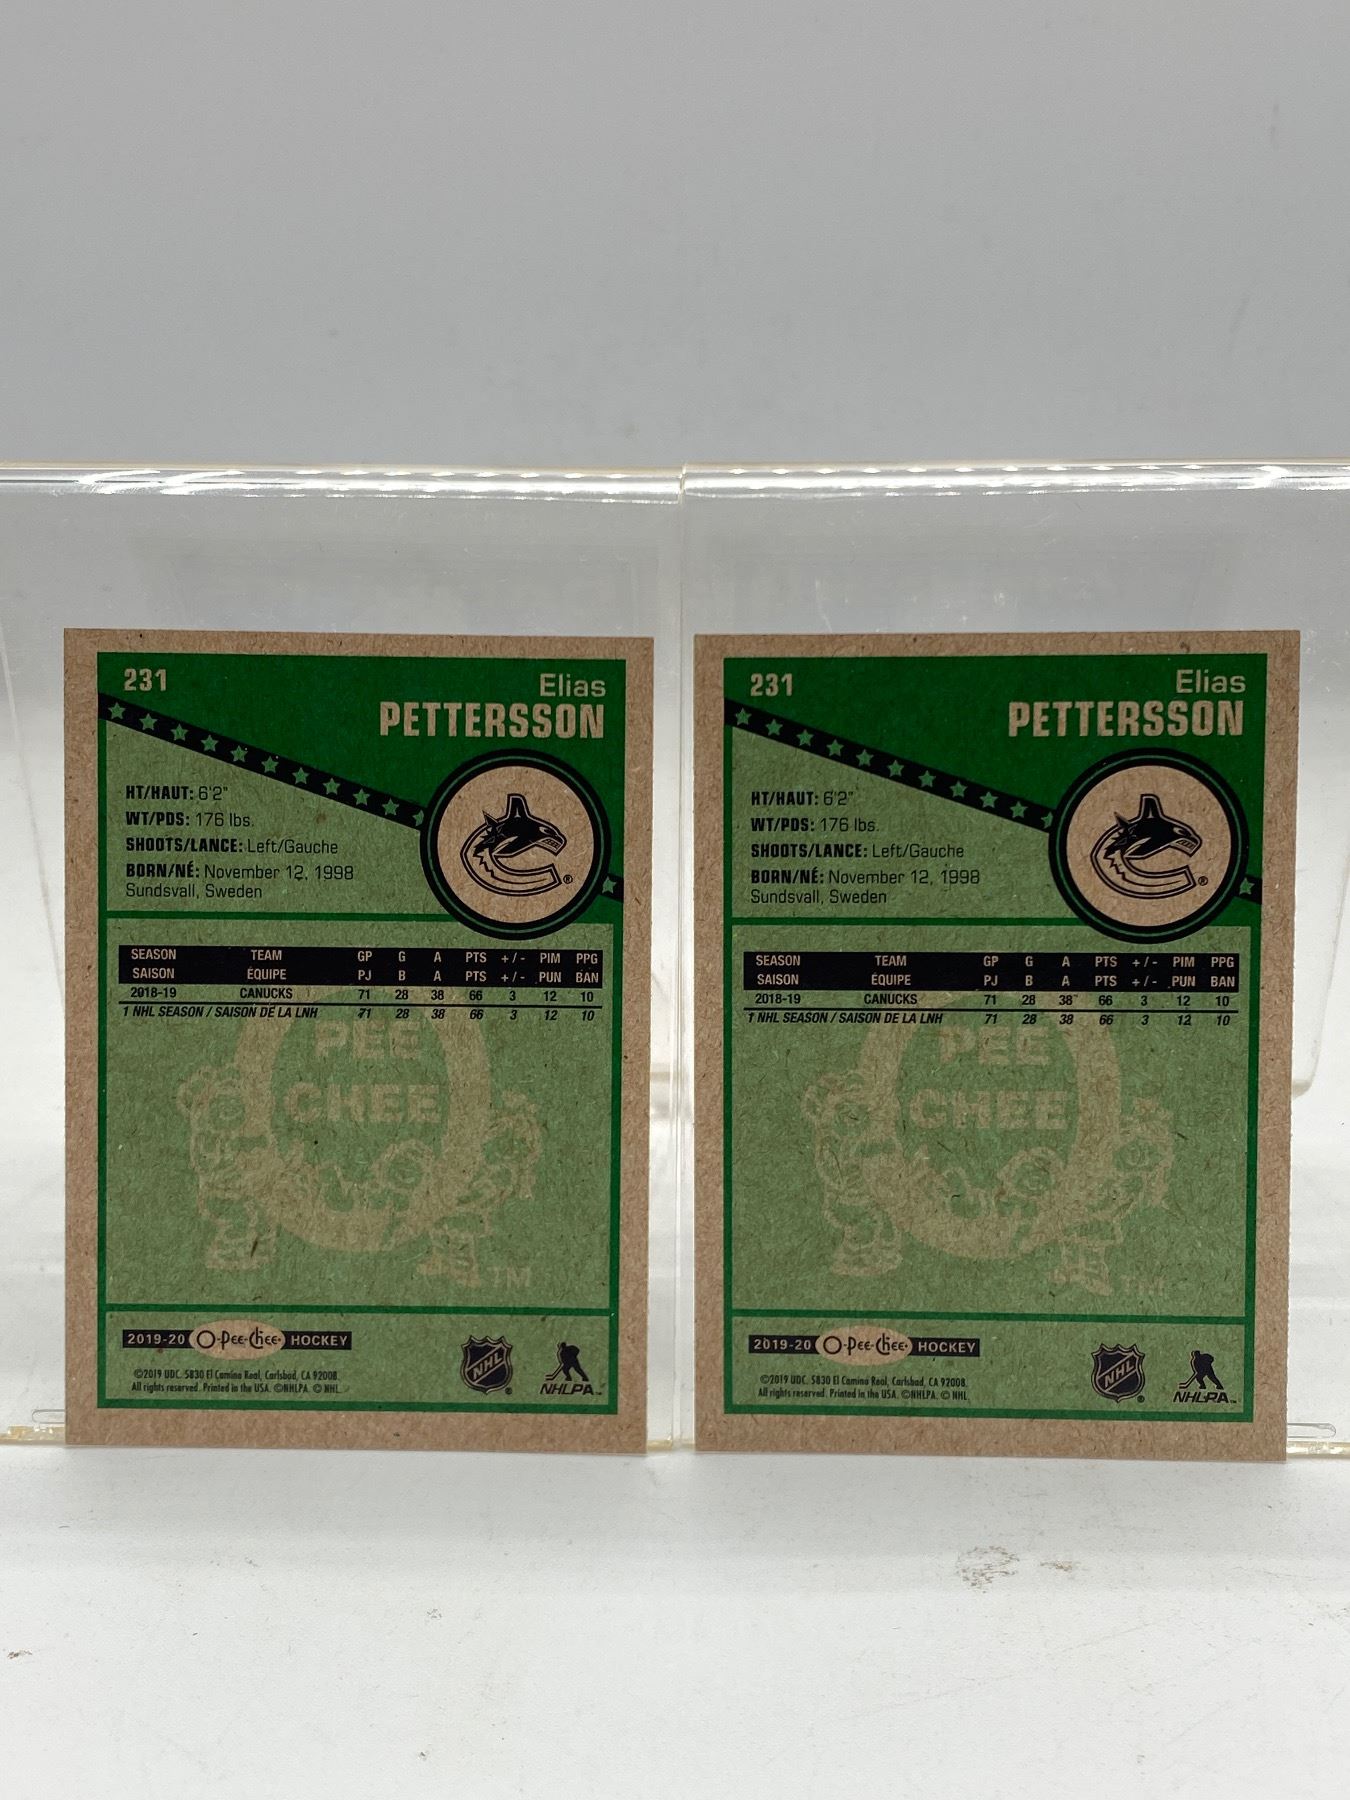 231
Elias
PETTERSSON
HT/HAUT: 6'2"
WT/PDS: 176 lbs.
SHOOTS/LANCE: Left/Gauche
BORN/NÉ: November 12, 1998
Sundsvall, Sweden
SEASON TEAM GP G A PTS +/- PIM PPG
SAISON ÉQUIPE PJ B A PTS +/- PUN BAN
2018-19 CANUCKS 71 28 38 66 3 12 10
1 NHL SEASON / SAISON DE LA LNH 71 28 38 66 3 12 10
PEE
CHEE
TM
2019-20 O-Pee-Chee HOCKEY
©2019 UDC. 5830 El Camino Real, Carlsbad, CA 92008.
All rights reserved. Printed in the USA. ©NHLPA. © NHL.
NHL ®
NHLPA™
231
Elias
PETTERSSON
HT/HAUT: 6'2"
WT/PDS: 176 lbs.
SHOOTS/LANCE: Left/Gauche
BORN/NÉ: November 12, 1998
Sundsvall, Sweden
SEASON TEAM GP G A PTS +/- PIM PPG
SAISON ÉQUIPE PJ B A PTS +/- PUN BAN
2018-19 CANUCKS 71 28 38 66 3 12 10
1 NHL SEASON / SAISON DE LA LNH 71 28 38 66 3 12 10
PEE
CHEE
TM
2019-20 O-Pee-Chee HOCKEY
©2019 UDC. 5830 El Camino Real, Carlsbad, CA 92008.
All rights reserved. Printed in the USA. ©NHLPA. © NHL.
NHL ®
NHLPA™